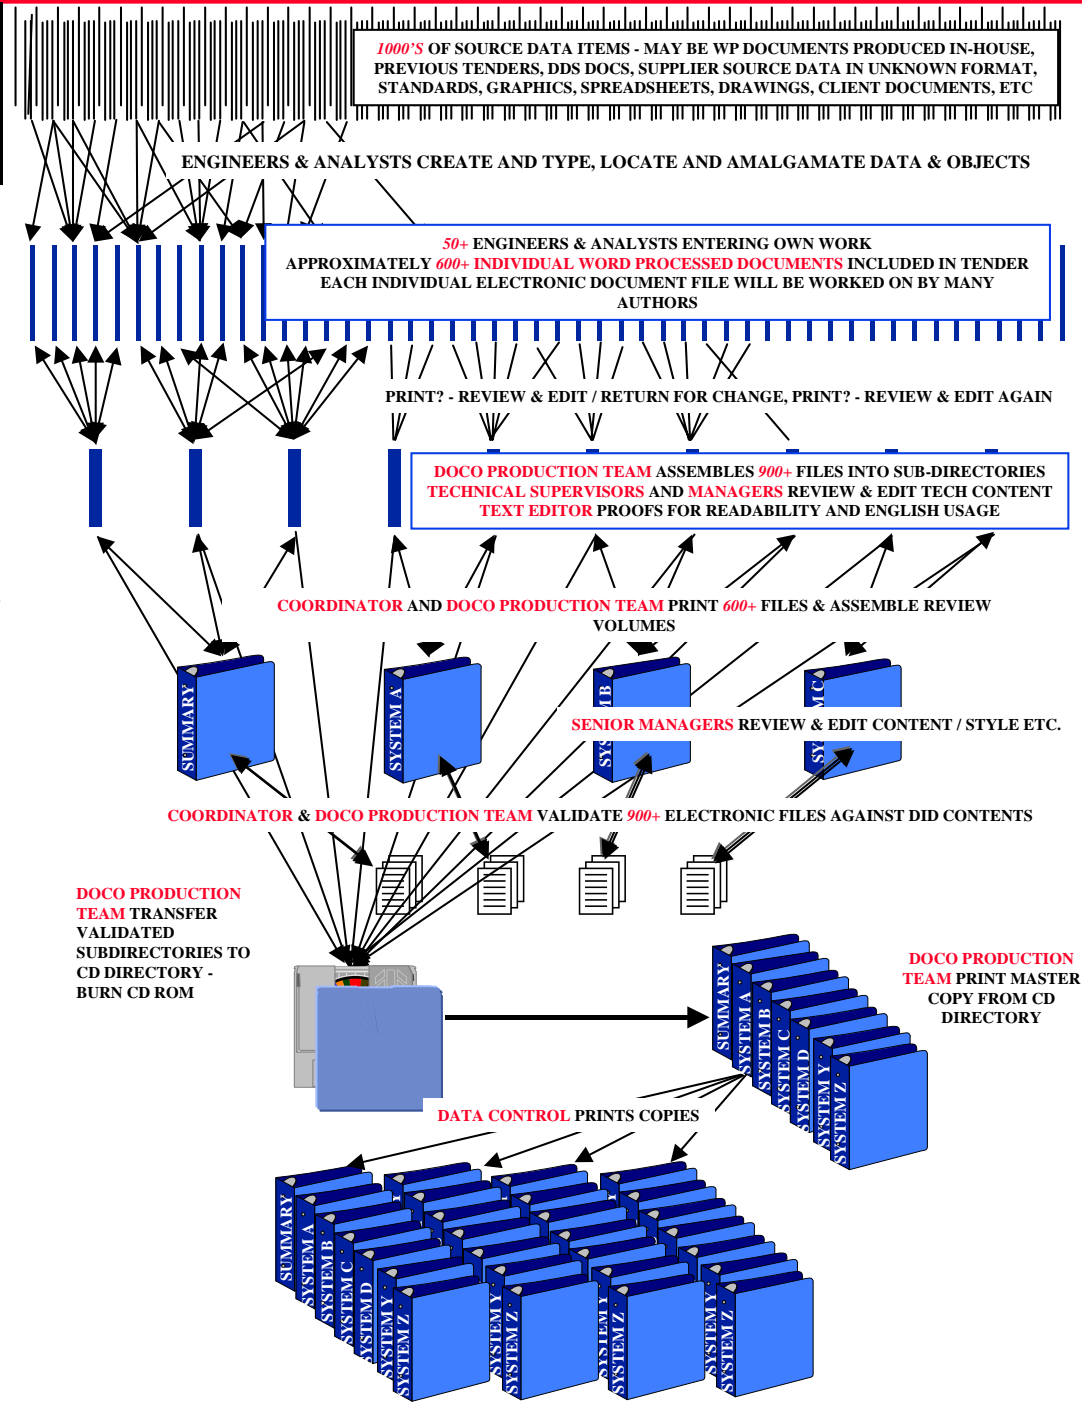 1000'S OF SOURCE DATA ITEMS - MAY BE WP DOCUMENTS PRODUCED IN-HOUSE,
PREVIOUS TENDERS, DDS DOCS, SUPPLIER SOURCE DATA IN UNKNOWN FORMAT,
STANDARDS, GRAPHICS, SPREADSHEETS, DRAWINGS, CLIENT DOCUMENTS, ETC
ENGINEERS & ANALYSTS CREATE AND TYPE, LOCATE AND AMALGAMATE DATA & OBJECTS
50+ ENGINEERS & ANALYSTS ENTERING OWN WORK
APPROXIMATELY 600+ INDIVIDUAL WORD PROCESSED DOCUMENTS INCLUDED IN TENDER
EACH INDIVIDUAL ELECTRONIC DOCUMENT FILE WILL BE WORKED ON BY MANY
AUTHORS
PRINT? - REVIEW & EDIT / RETURN FOR CHANGE, PRINT? - REVIEW & EDIT AGAIN
DOCO PRODUCTION TEAM ASSEMBLES 900+ FILES INTO SUB-DIRECTORIES
TECHNICAL SUPERVISORS AND MANAGERS REVIEW & EDIT TECH CONTENT
TEXT EDITOR PROOFS FOR READABILITY AND ENGLISH USAGE
COORDINATOR AND DOCO PRODUCTION TEAM PRINT 600+ FILES & ASSEMBLE REVIEW
VOLUMES
SUMMARY
SYSTEM A
SENIOR MANAGERS REVIEW & EDIT CONTENT / STYLE ETC.
COORDINATOR & DOCO PRODUCTION TEAM VALIDATE 900+ ELECTRONIC FILES AGAINST DID CONTENTS
DOCO PRODUCTION
TEAM TRANSFER
VALIDATED
SUBDIRECTORIES TO
CD DIRECTORY -
BURN CD ROM
SUMMARY
SYSTEM A
SYSTEM B
SYSTEM C
SYSTEM D
SYSTEM Y
SYSTEM Z
DOCO PRODUCTION
TEAM PRINT MASTER
COPY FROM CD
DIRECTORY
DATA CONTROL PRINTS COPIES
SUMMARY
SYSTEM A
SYSTEM B
SYSTEM C
SYSTEM D
SYSTEM Y
SYSTEM Z
SYSTEM Y
SYSTEM Z
SYSTEM Y
SYSTEM Z
SYSTEM Y
SYSTEM Z